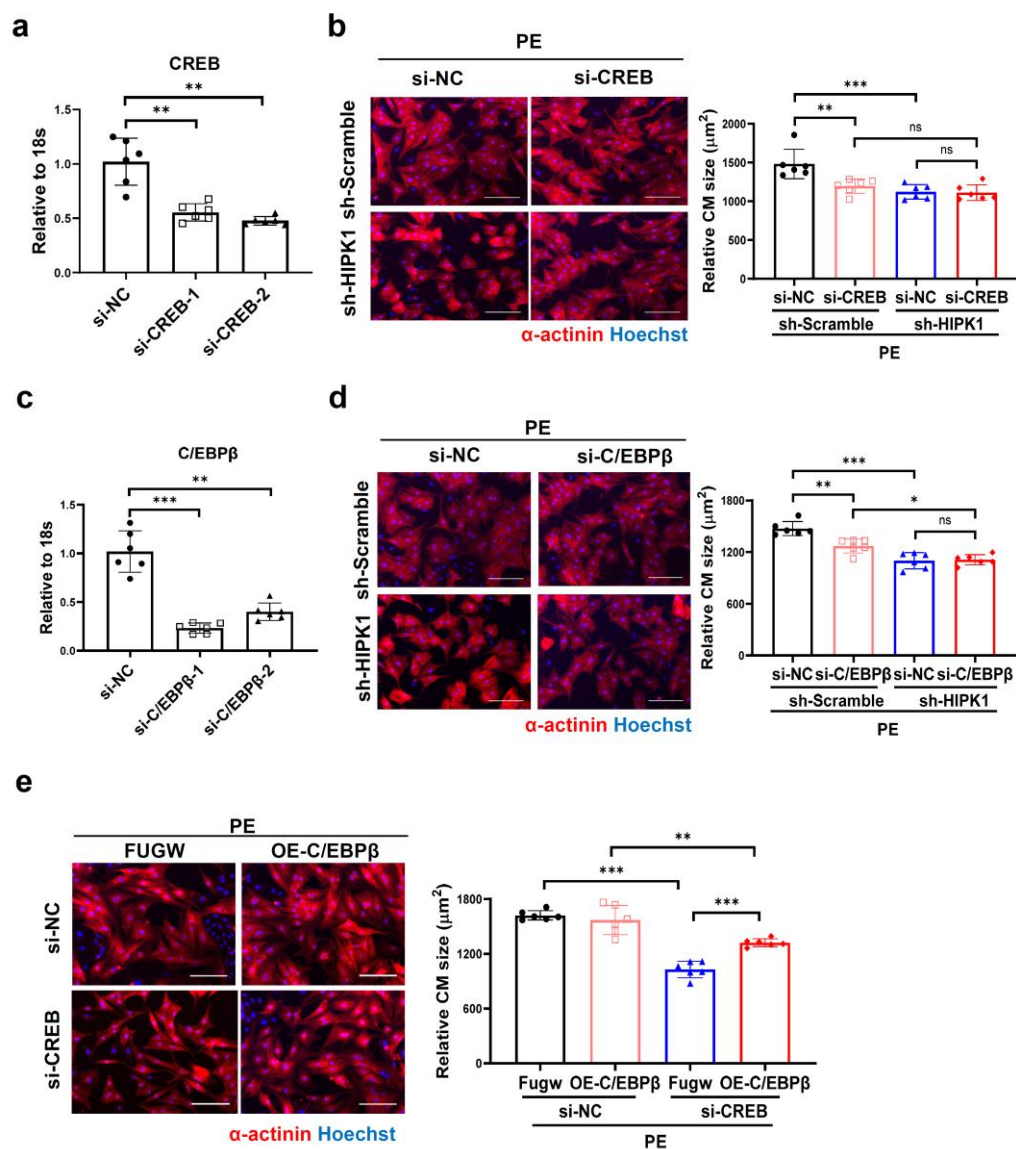 a
CREB
Relative to 18s
1.5
1.0
0.5
0.0
**
**
si-NC
si-CREB-1
si-CREB-2
b
PE
si-NC
si-CREB
sh-Scramble
sh-HIPK1
α-actinin Hoechst
Relative CM size (μm²)
2000
1500
1000
500
0
***
**
ns
ns
si-NC si-CREB si-NC si-CREB
sh-Scramble sh-HIPK1
PE
c
C/EBPβ
Relative to 18s
1.5
1.0
0.5
0.0
**
***
si-NC
si-C/EBPβ-1
si-C/EBPβ-2
d
PE
si-NC
si-C/EBPβ
sh-Scramble
sh-HIPK1
α-actinin Hoechst
Relative CM size (μm²)
1800
1200
600
0
***
**
*
ns
si-NC si-C/EBPβ si-NC si-C/EBPβ
sh-Scramble sh-HIPK1
PE
e
PE
FUGW
OE-C/EBPβ
si-NC
si-CREB
α-actinin Hoechst
Relative CM size (μm²)
1800
1200
600
0
**
***
***
Fugw OE-C/EBPβ Fugw OE-C/EBPβ
si-NC si-CREB
PE